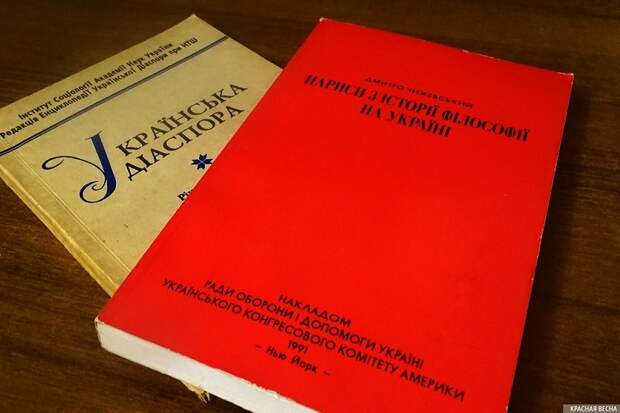 Інститут Соціології Академії Наук України
Редакція Енциклопедії Української Діаспори при НТШ
УКРАЇНСЬКА
ДІАСПОРА
ДМИТРО ЧИЖЕВСЬКИЙ
НАРИСИ З ІСТОРІЇ ФІЛОСОФІЇ
НА УКРАЇНІ
НАКЛАДОМ
РАДИ ОБОРОНИ І ДОПОМОГИ УКРАЇНІ
УКРАЇНСЬКОГО КОНГРЕСОВОГО КОМІТЕТУ АМЕРИКИ
1991
– Нью Йорк –
КРАСНАЯ ВЕСНА